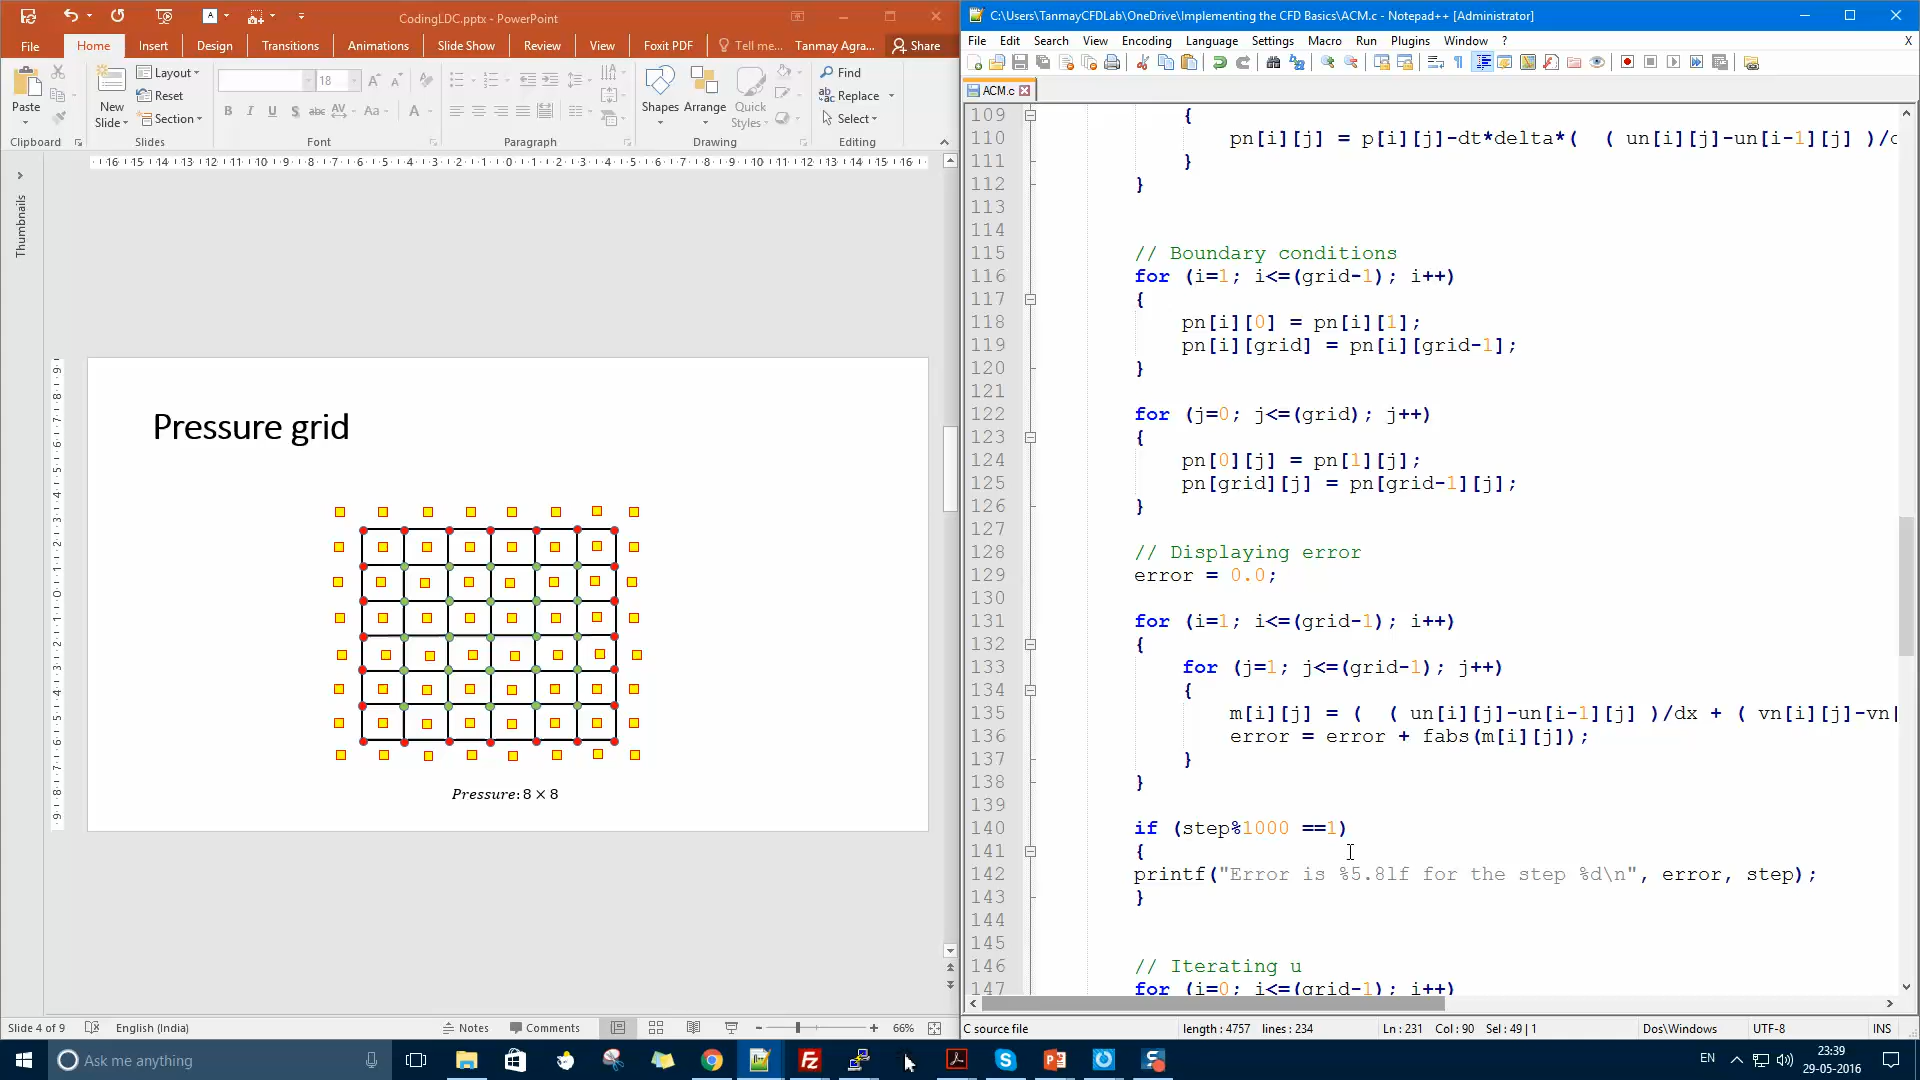 CodingLDC.pptx - PowerPoint
File Home Insert Design Transitions Animations Slide Show Review View Foxit PDF Tell me... Tanmay Agra... Share
Paste
New
Slide
Layout
Reset
Section
18
Shapes Arrange Quick
Styles
Find
Replace
Select
Clipboard Slides Font Paragraph Drawing Editing
Thumbnails
Pressure grid
Pressure: 8 × 8
Slide 4 of 9 English (India) Notes Comments 66%
C:\Users\TanmayCFDLab\OneDrive\Implementing the CFD Basics\ACM.c - Notepad++ [Administrator]
File Edit Search View Encoding Language Settings Macro Run Plugins Window ? X
ACM.c
109 {
110 pn[i][j] = p[i][j]-dt*delta*( ( un[i][j]-un[i-1][j] )/
111 }
112 }
113
114
115 // Boundary conditions
116 for (i=1; i<=(grid-1); i++)
117 {
118 pn[i][0] = pn[i][1];
119 pn[i][grid] = pn[i][grid-1];
120 }
121
122 for (j=0; j<=(grid); j++)
123 {
124 pn[0][j] = pn[1][j];
125 pn[grid][j] = pn[grid-1][j];
126 }
127
128 // Displaying error
129 error = 0.0;
130
131 for (i=1; i<=(grid-1); i++)
132 {
133 for (j=1; j<=(grid-1); j++)
134 {
135 m[i][j] = ( ( un[i][j]-un[i-1][j] )/dx + ( vn[i][j]-vn[
136 error = error + fabs(m[i][j]);
137 }
138 }
139
140 if (step%1000 ==1)
141 {
142 printf("Error is %5.8lf for the step %d\n", error, step);
143 }
144
145
146 // Iterating u
147 for (i=0; i<=(grid-1); i++)
C source file length : 4757 lines : 234 Ln : 231 Col : 90 Sel : 49 | 1 Dos\Windows UTF-8 INS
Ask me anything
EN
23:39
29-05-2016